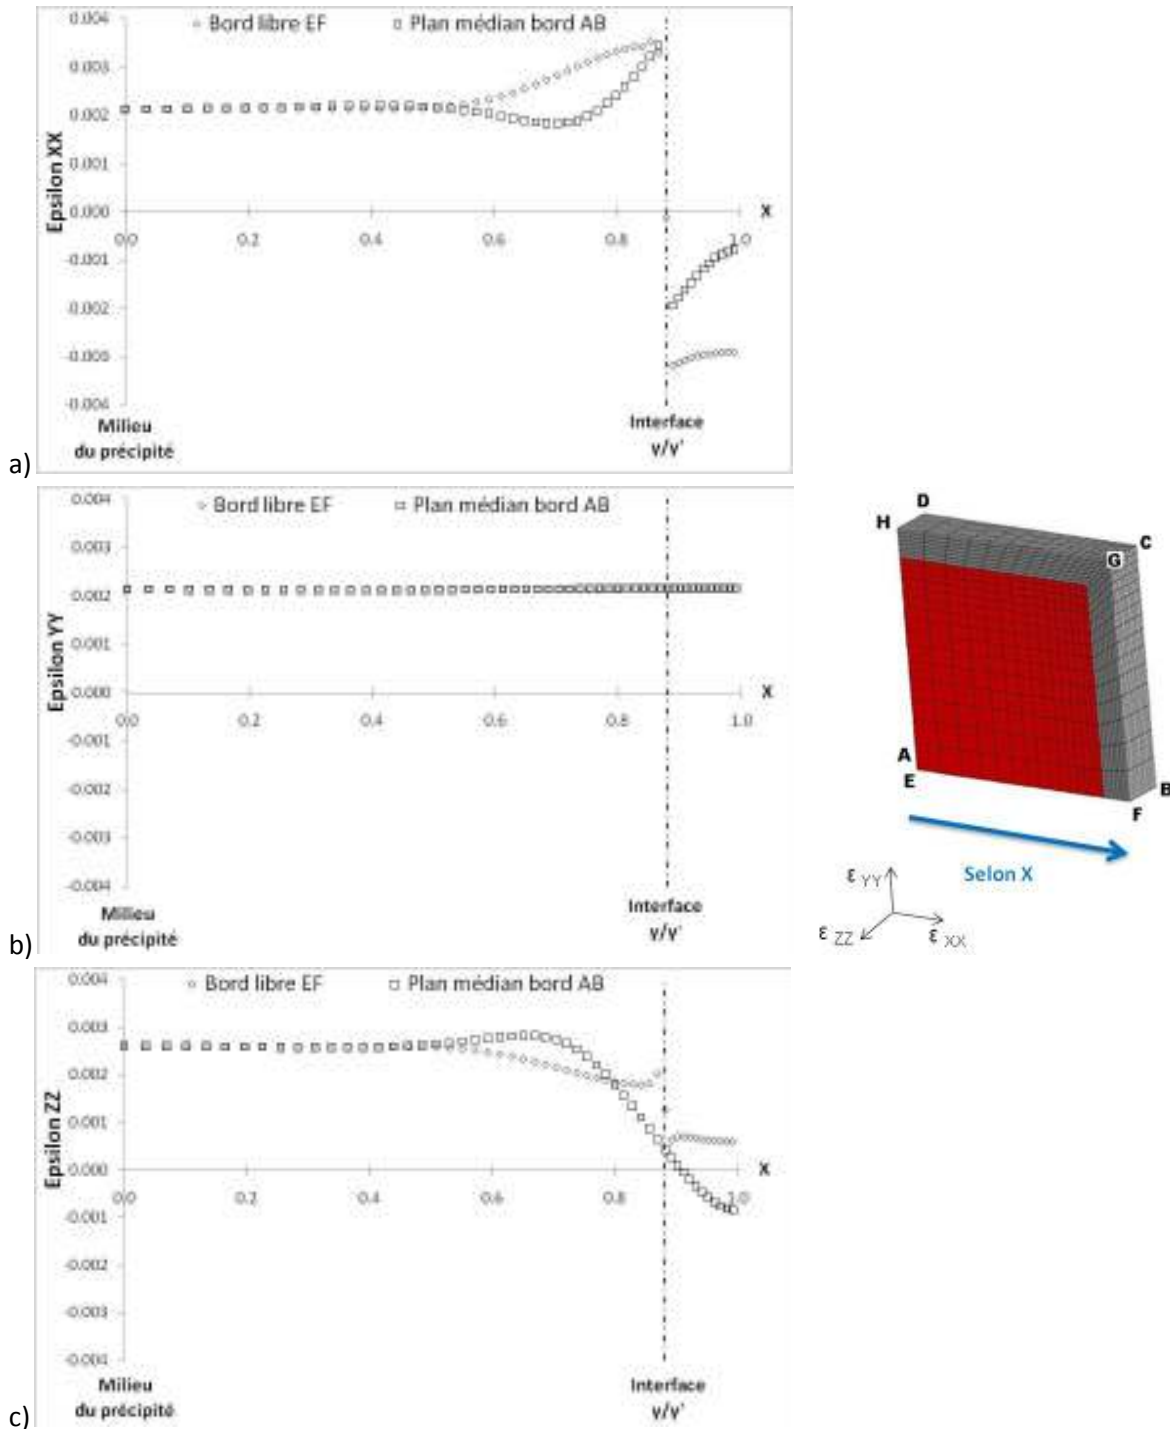 Bord libre EF Plan médian bord AB
0.004
0.003
0.002
0.001
0.000
-0.001
-0.002
-0.003
-0.004
Epsilon XX
X
0.0 0.2 0.4 0.6 0.8 1.0
Milieu
du précipité
Interface
γ/γ'
a)
Bord libre EF Plan médian bord AB
0.004
0.003
0.002
0.001
0.000
-0.001
-0.002
-0.003
-0.004
Epsilon YY
X
0.0 0.2 0.4 0.6 0.8 1.0
Milieu
du précipité
Interface
γ/γ'
b)
D
H
C
G
A
E
B
F
Selon X
ε YY
ε ZZ
ε XX
Bord libre EF Plan médian bord AB
0.004
0.003
0.002
0.001
0.000
-0.001
-0.002
-0.003
-0.004
Epsilon ZZ
X
0.0 0.2 0.4 0.6 0.8 1.0
Milieu
du précipité
Interface
γ/γ'
c)